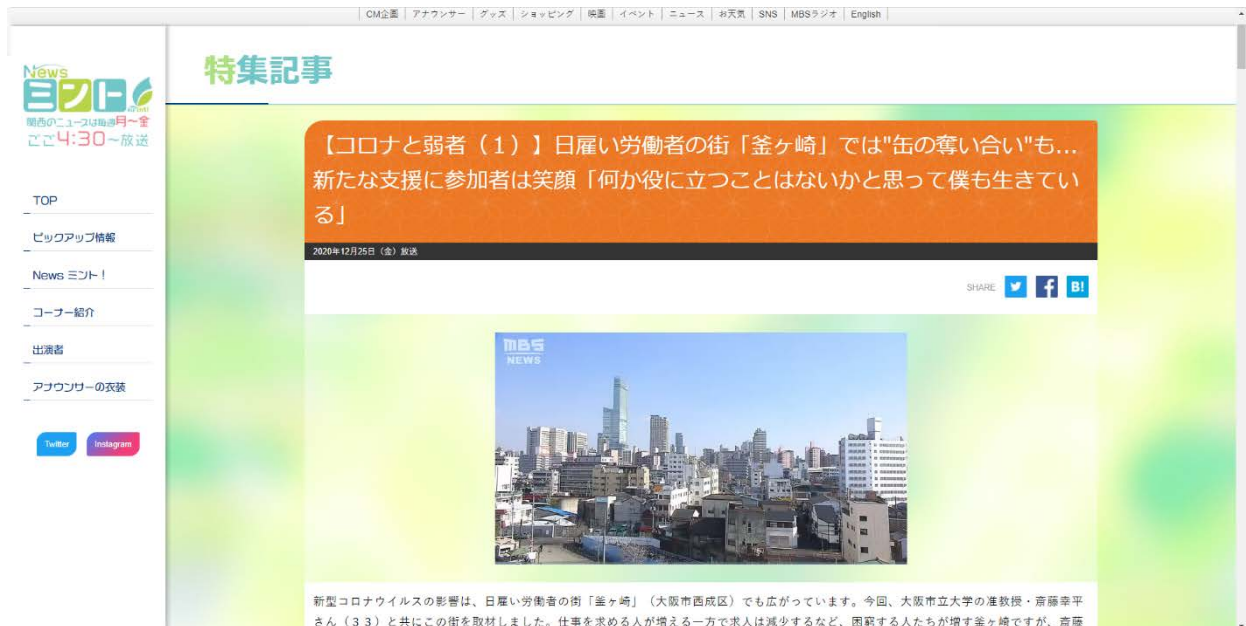 CM企画 | アナウンサー | グッズ | ショッピング | 映画 | イベント | ニュース | お天気 | SNS | MBSラジオ | English
News
ミント!
関西のニュースは毎週月〜金
ごご4:30〜放送
TOP
ピックアップ情報
News ミント!
コーナー紹介
出演者
アナウンサーの衣装
Twitter
Instagram
特集記事
【コロナと弱者(1)】日雇い労働者の街「釜ヶ崎」では"缶の奪い合い"も...
新たな支援に参加者は笑顔「何か役に立つことはないかと思って僕も生きてい
る」
2020年12月25日(金)放送
SHARE
B!
MBS
NEWS
新型コロナウイルスの影響は、日雇い労働者の街「釜ヶ崎」(大阪市西成区)でも広がっています。今回、大阪市立大学の准教授・斎藤幸平
さん(33)と共にこの街を取材しました。仕事を求める人が増える一方で求人は減少するなど、困窮する人たちが増す釜ヶ崎ですが、斎藤